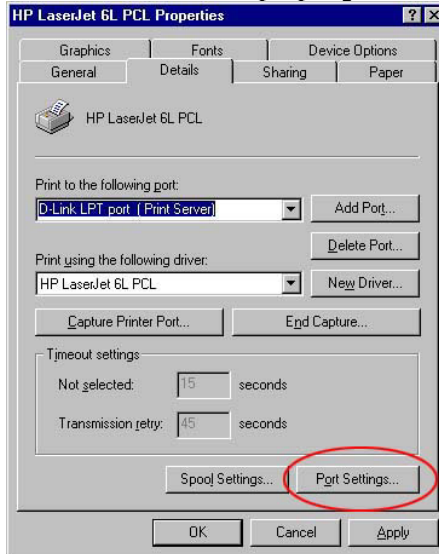 HP LaserJet 6L PCL Properties
Graphics Fonts Device Options
General Details Sharing Paper
HP LaserJet 6L PCL
Print to the following port:
D-Link LPT port (Print Server) Add Port...
Delete Port...
Print using the following driver:
HP LaserJet 6L PCL New Driver...
Capture Printer Port... End Capture...
Timeout settings
Not selected: 15 seconds
Transmission retry: 45 seconds
Spool Settings... Port Settings...
OK Cancel Apply